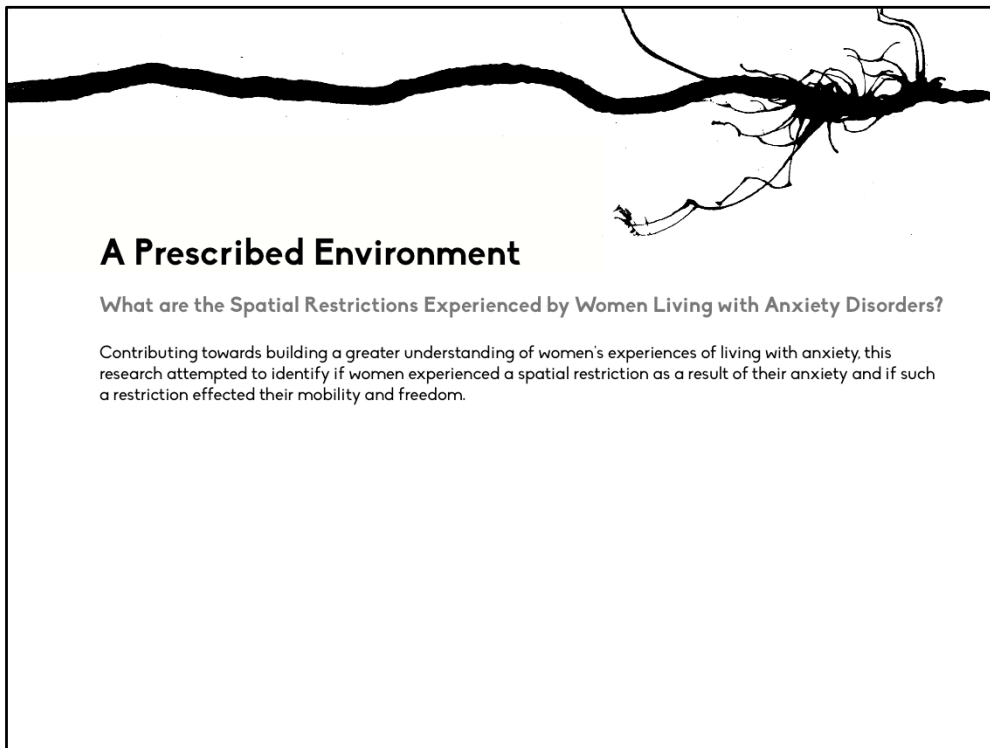 A Prescribed Environment
What are the Spatial Restrictions Experienced by Women Living with Anxiety Disorders?
Contributing towards building a greater understanding of women's experiences of living with anxiety, this
research attempted to identify if women experienced a spatial restriction as a result of their anxiety and if such
a restriction effected their mobility and freedom.